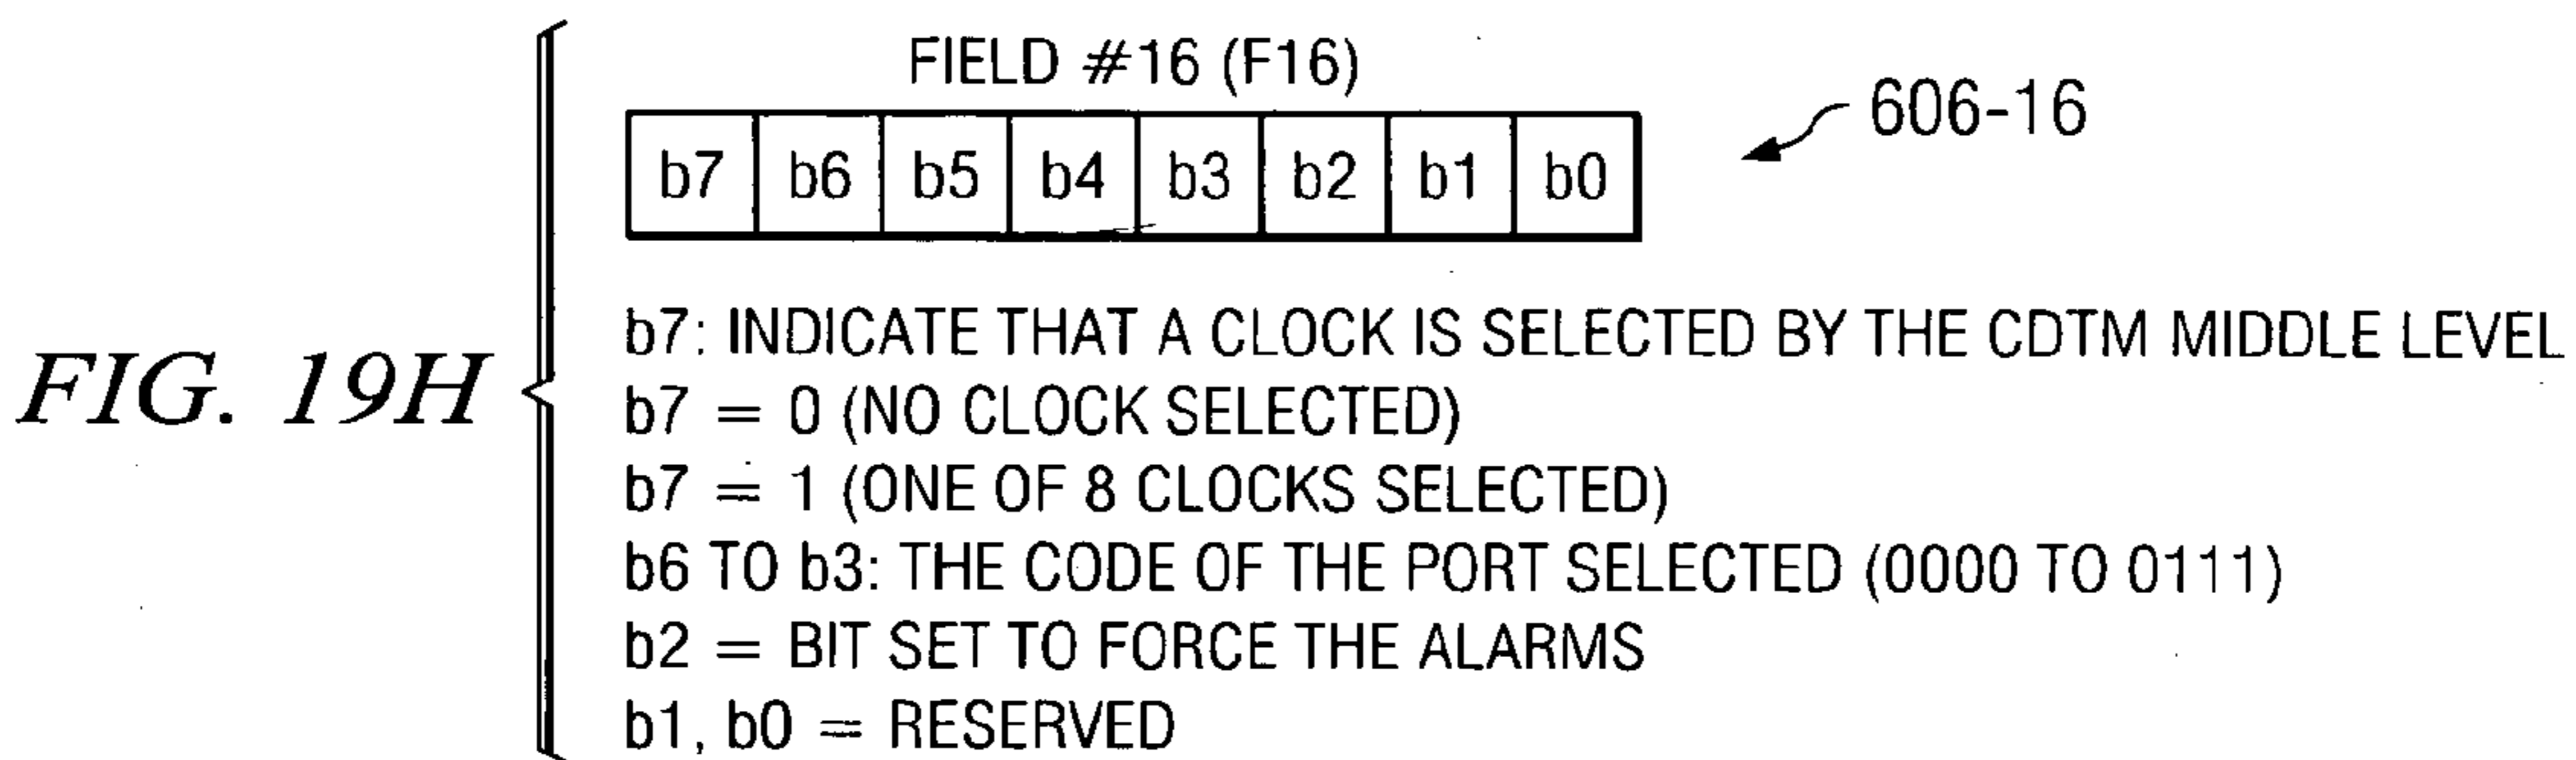 FIELD #16 (F16)
606-16
b7 b6 b5 b4 b3 b2 b1 b0
FIG. 19H
b7: INDICATE THAT A CLOCK IS SELECTED BY THE CDTM MIDDLE LEVEL
b7 = 0 (NO CLOCK SELECTED)
b7 = 1 (ONE OF 8 CLOCKS SELECTED)
b6 TO b3: THE CODE OF THE PORT SELECTED (0000 TO 0111)
b2 = BIT SET TO FORCE THE ALARMS
b1, b0 = RESERVED